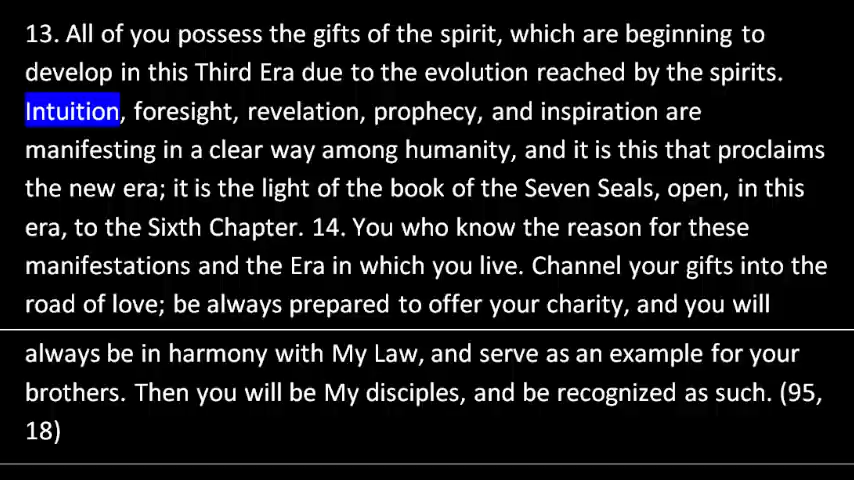 13. All of you possess the gifts of the spirit, which are beginning to
develop in this Third Era due to the evolution reached by the spirits.
Intuition, foresight, revelation, prophecy, and inspiration are
manifesting in a clear way among humanity, and it is this that proclaims
the new era; it is the light of the book of the Seven Seals, open, in this
era, to the Sixth Chapter. 14. You who know the reason for these
manifestations and the Era in which you live. Channel your gifts into the
road of love; be always prepared to offer your charity, and you will
always be in harmony with My Law, and serve as an example for your
brothers. Then you will be My disciples, and be recognized as such. (95,
18)